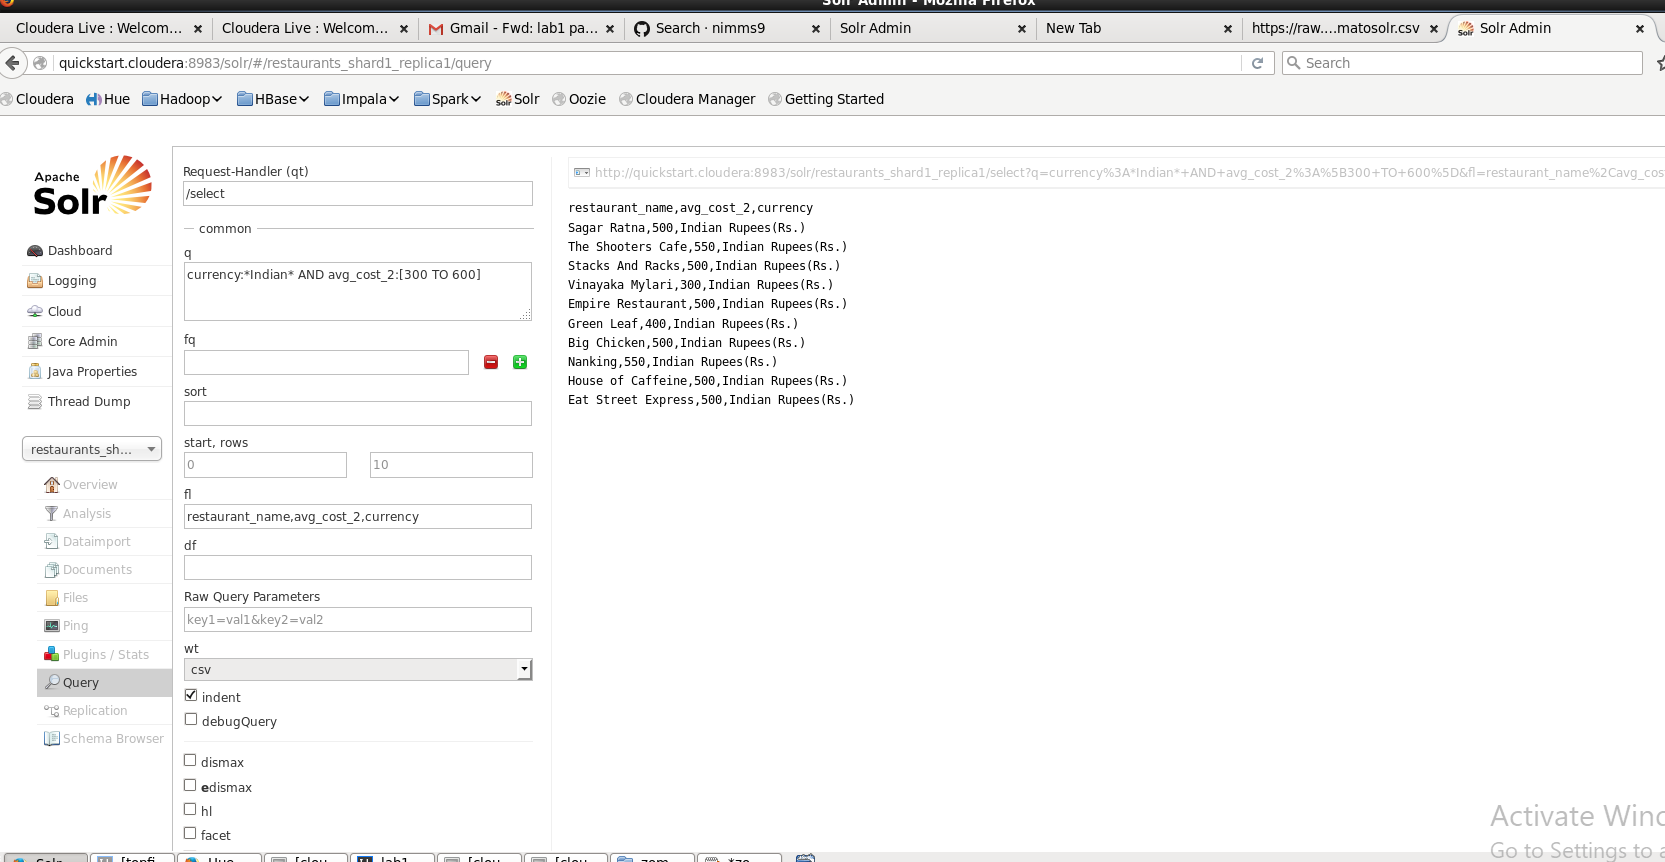 Solr Admin - Mozilla Firefox
Cloudera Live : Welcom...
Cloudera Live : Welcom...
Gmail - Fwd: lab1 pa...
Search · nimms9
Solr Admin
New Tab
https://raw....matosolr.csv
Solr Admin
quickstart.cloudera:8983/solr/#/restaurants_shard1_replica1/query
Search
Cloudera
Hue
Hadoop
HBase
Impala
Spark
Solr
Oozie
Cloudera Manager
Getting Started
Apache
Solr
Dashboard
Logging
Cloud
Core Admin
Java Properties
Thread Dump
restaurants_sh...
Overview
Analysis
Dataimport
Documents
Files
Ping
Plugins / Stats
Query
Replication
Schema Browser
Request-Handler (qt)
/select
common
q
currency:*Indian* AND avg_cost_2:[300 TO 600]
fq
sort
start, rows
0
10
fl
restaurant_name,avg_cost_2,currency
df
Raw Query Parameters
key1=val1&key2=val2
wt
csv
indent
debugQuery
dismax
edismax
hl
facet
http://quickstart.cloudera:8983/solr/restaurants_shard1_replica1/select?q=currency%3A*Indian*+AND+avg_cost_2%3A%5B300+TO+600%5D&fl=restaurant_name%2Cavg_cos
restaurant_name,avg_cost_2,currency
Sagar Ratna,500,Indian Rupees(Rs.)
The Shooters Cafe,550,Indian Rupees(Rs.)
Stacks And Racks,500,Indian Rupees(Rs.)
Vinayaka Mylari,300,Indian Rupees(Rs.)
Empire Restaurant,500,Indian Rupees(Rs.)
Green Leaf,400,Indian Rupees(Rs.)
Big Chicken,500,Indian Rupees(Rs.)
Nanking,550,Indian Rupees(Rs.)
House of Caffeine,500,Indian Rupees(Rs.)
Eat Street Express,500,Indian Rupees(Rs.)
Activate Winc
Go to Settings to a